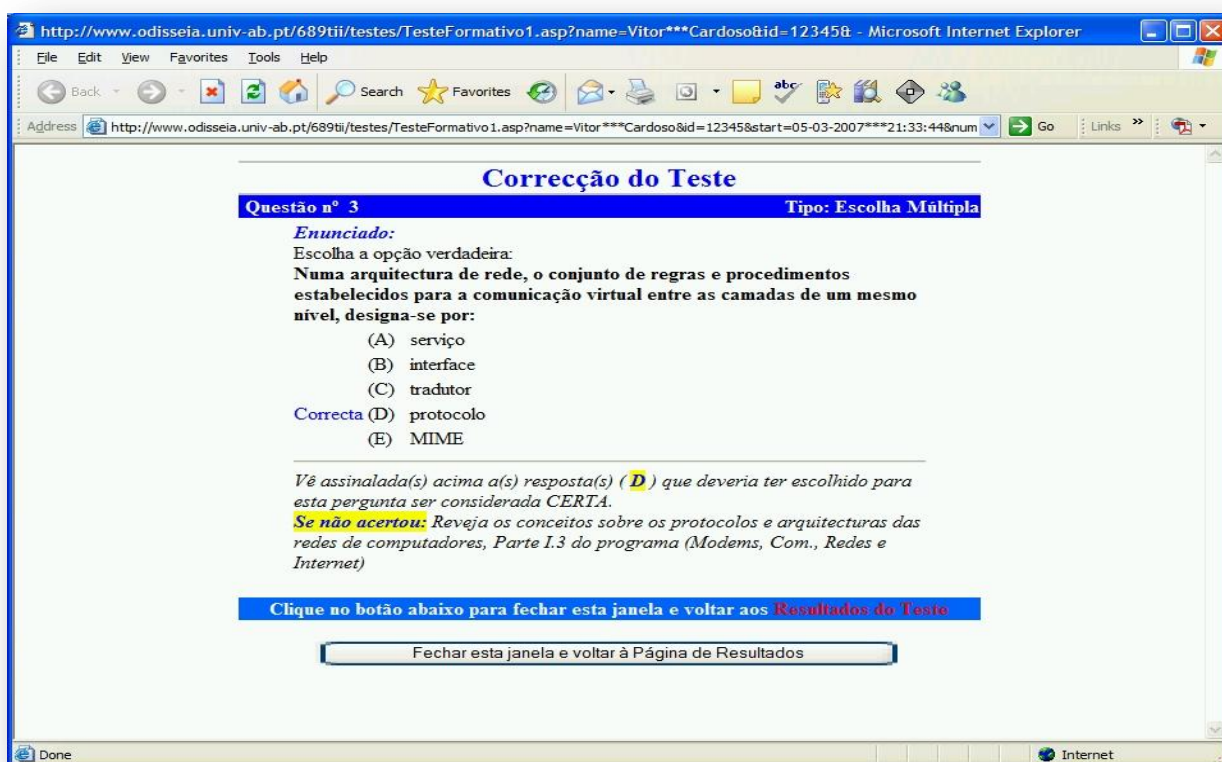 http://www.odisseia.univ-ab.pt/689tii/testes/TesteFormativo1.asp?name=Vitor***Cardoso&id=12345& - Microsoft Internet Explorer
File Edit View Favorites Tools Help
Back Search Favorites
Address http://www.odisseia.univ-ab.pt/689tii/testes/TesteFormativo1.asp?name=Vitor***Cardoso&id=12345&start=05-03-2007***21:33:44&num Go Links »
Correcção do Teste
Questão nº 3 Tipo: Escolha Múltipla
Enunciado:
Escolha a opção verdadeira:
Numa arquitectura de rede, o conjunto de regras e procedimentos
estabelecidos para a comunicação virtual entre as camadas de um mesmo
nível, designa-se por:
(A) serviço
(B) interface
(C) tradutor
Correcta (D) protocolo
(E) MIME
Vê assinalada(s) acima a(s) resposta(s) ( D ) que deveria ter escolhido para
esta pergunta ser considerada CERTA.
Se não acertou: Reveja os conceitos sobre os protocolos e arquitecturas das
redes de computadores, Parte I.3 do programa (Modems, Com., Redes e
Internet)
Clique no botão abaixo para fechar esta janela e voltar aos Resultados do Teste
Fechar esta janela e voltar à Página de Resultados
Done Internet